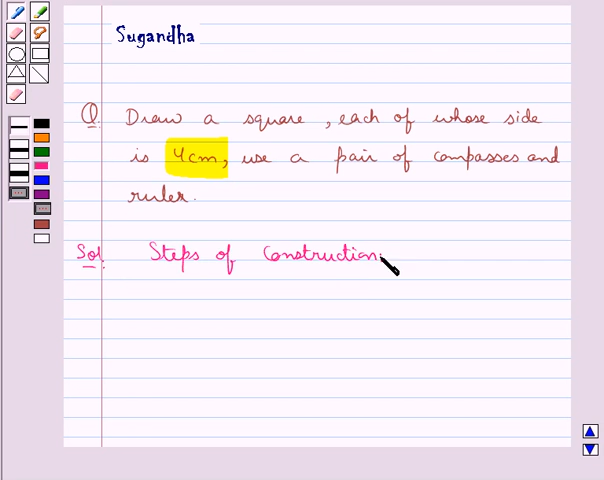 Sugandha
Q. Draw a square, each of whose side
is 4cm, use a pair of compasses and
ruler.
Sol. Steps of Construction: